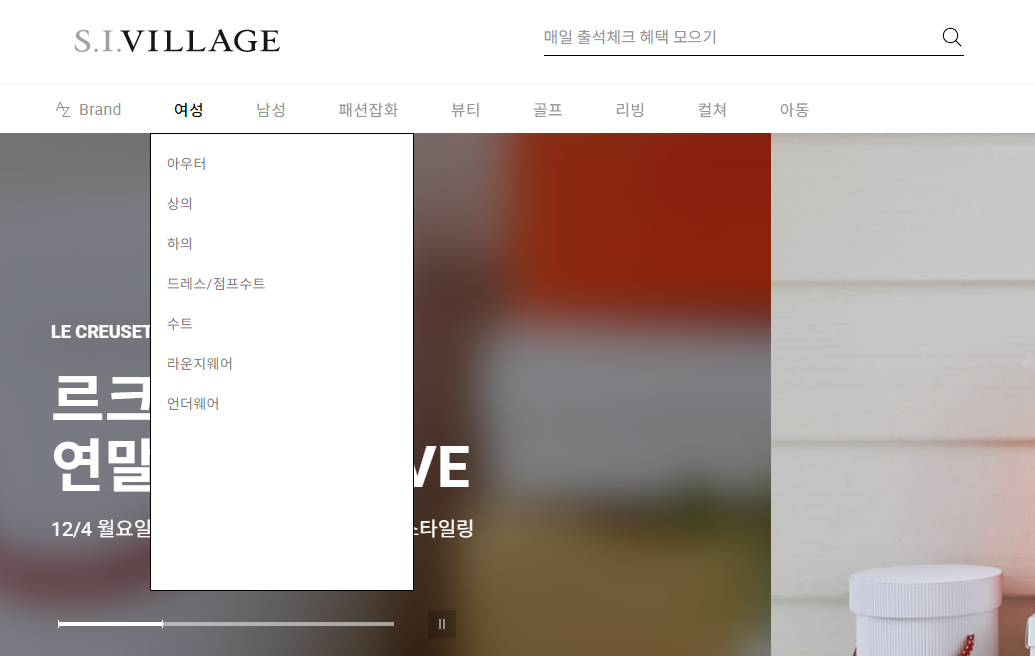 S.I.VILLAGE
매일 출석체크 혜택 모으기
AZ Brand 여성 남성 패션잡화 뷰티 골프 리빙 컬쳐 아동
아우터
상의
하의
드레스/점프수트
수트
라운지웨어
언더웨어
LE CREUSET
르크
연말 VE
12/4 월요일 스타일링